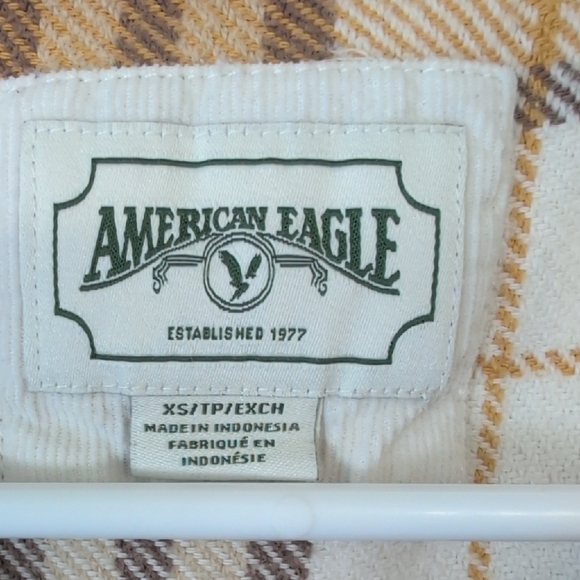 AMERICAN EAGLE
ESTABLISHED 1977
XS/TP/EXCH
MADE IN INDONESIA
FABRIQUÉ EN
INDONÉSIE